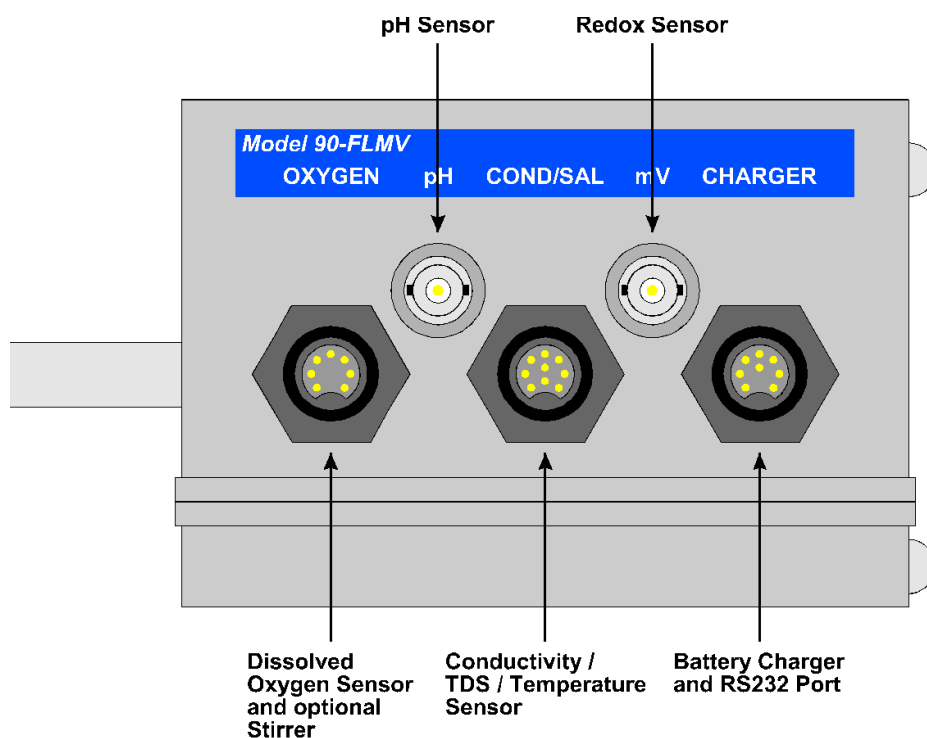 pH Sensor
Redox Sensor
Model 90-FLMV
OXYGEN pH COND/SAL mV CHARGER
Dissolved
Oxygen Sensor
and optional
Stirrer
Conductivity /
TDS / Temperature
Sensor
Battery Charger
and RS232 Port